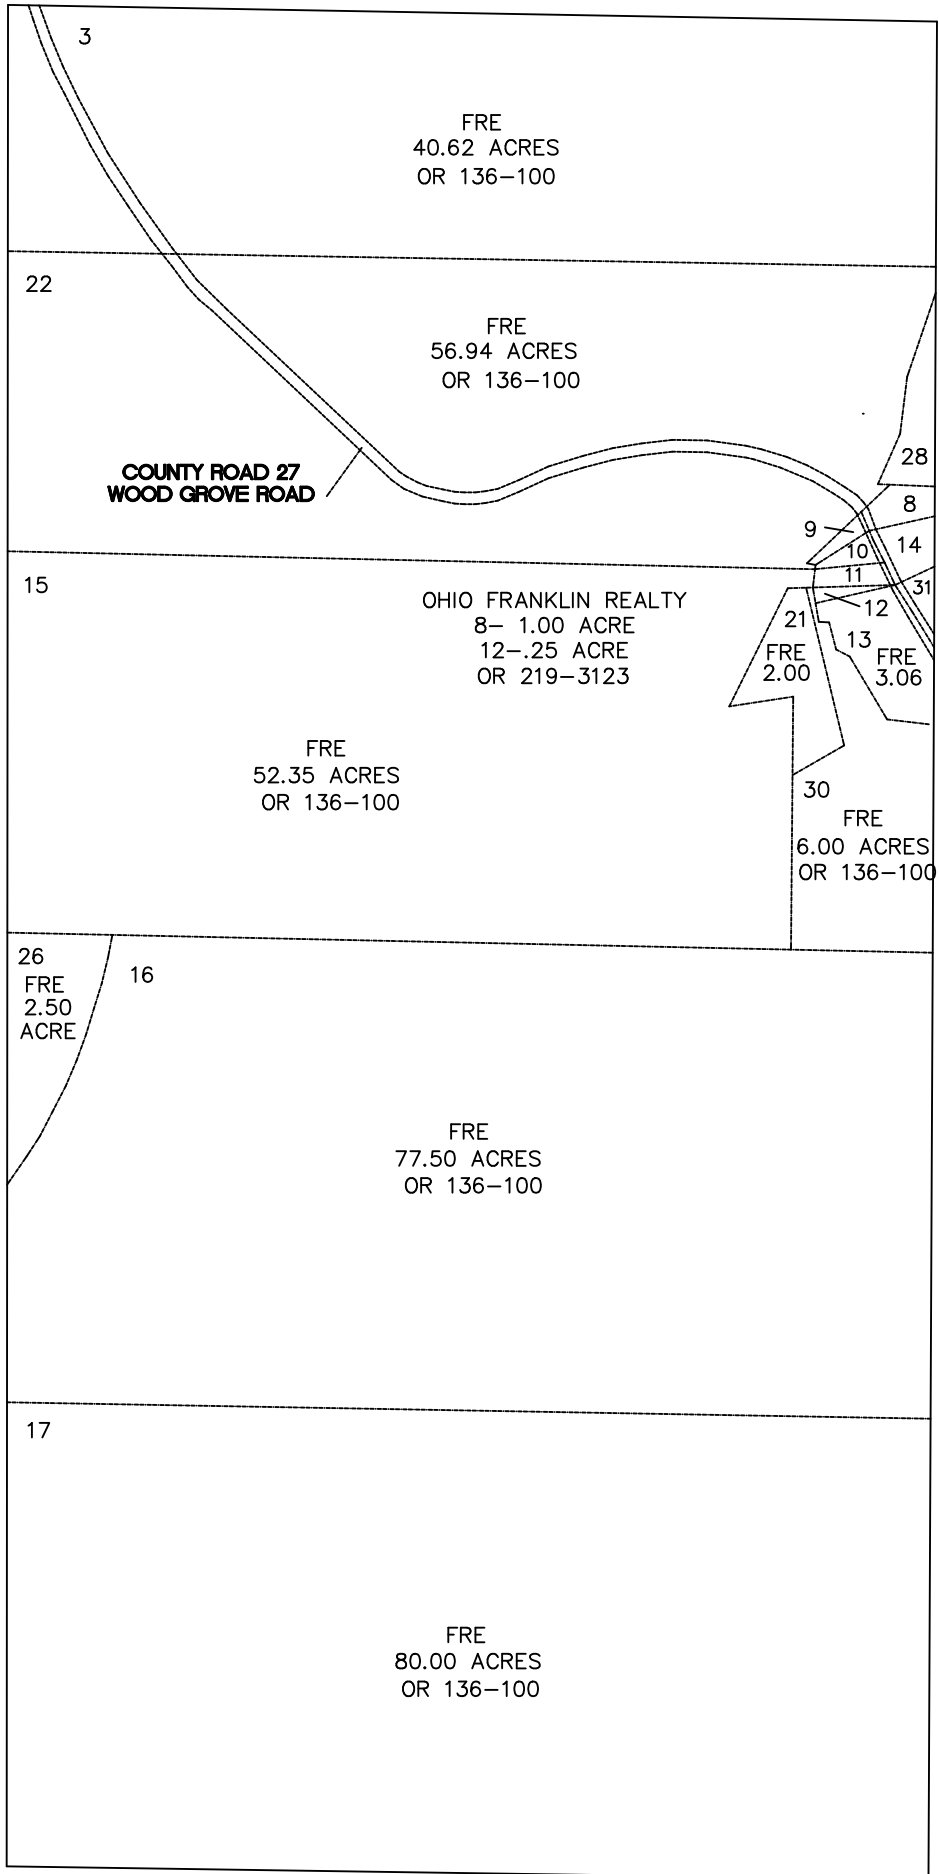 3
FRE
40.62 ACRES
OR 136-100
22
FRE
56.94 ACRES
OR 136-100
28
COUNTY ROAD 27
WOOD GROVE ROAD
8
9
10
14
11
31
15
OHIO FRANKLIN REALTY
8- 1.00 ACRE
12-.25 ACRE
OR 219-3123
12
21
13
FRE
2.00
FRE
3.06
FRE
52.35 ACRES
OR 136-100
30
FRE
6.00 ACRES
OR 136-100
26
FRE
2.50
ACRE
16
FRE
77.50 ACRES
OR 136-100
17
FRE
80.00 ACRES
OR 136-100